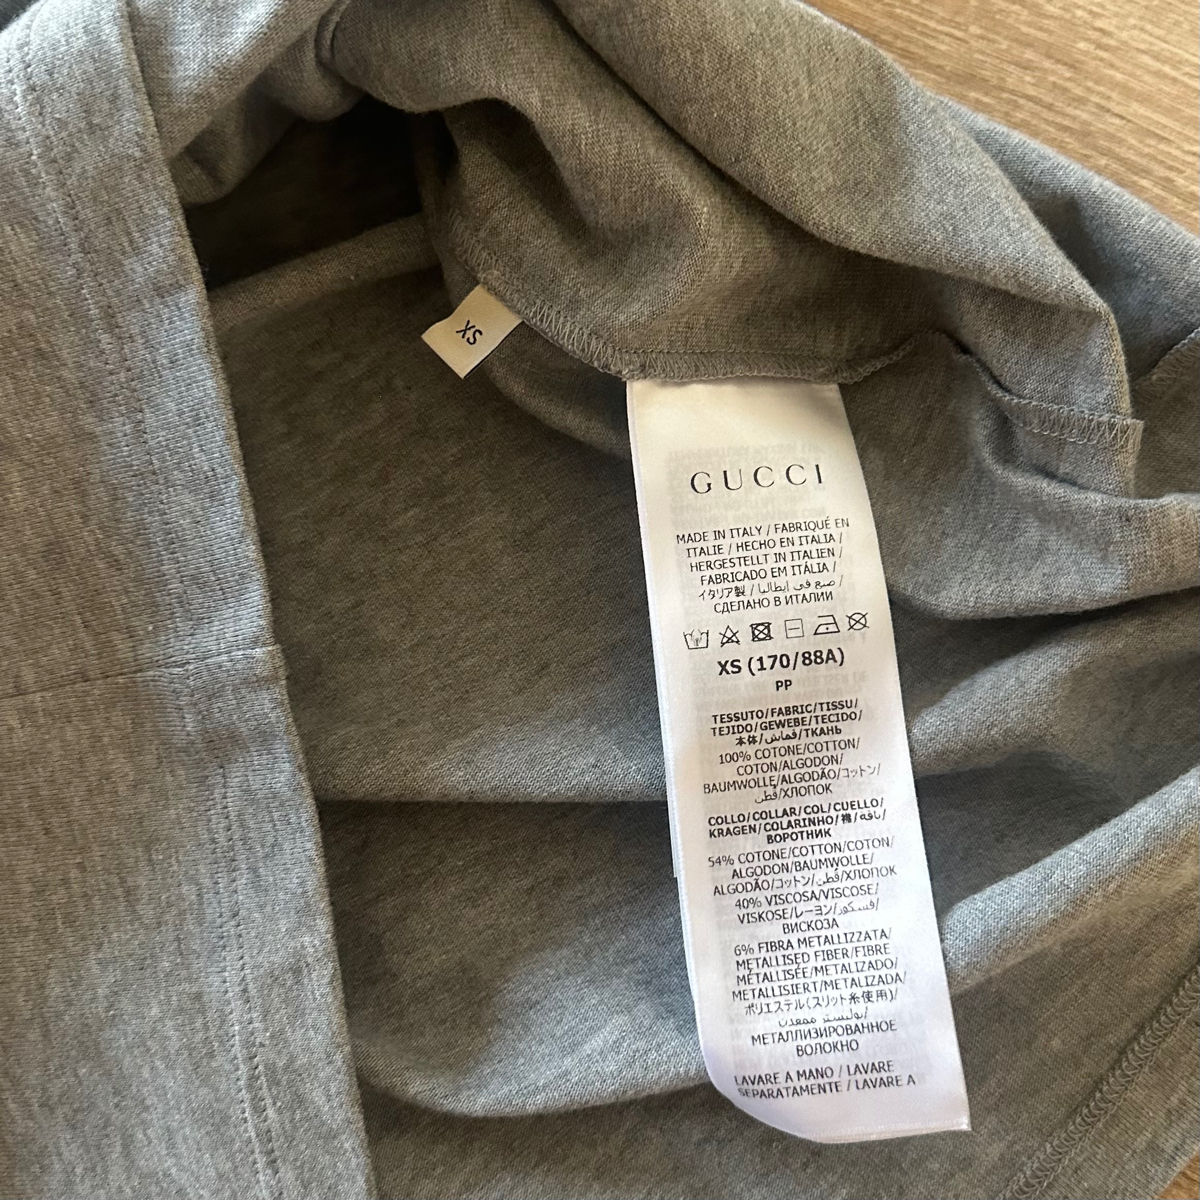 XS
GUCCI
MADE IN ITALY / FABRIQUÉ EN
ITALIE / HECHO EN ITALIA /
HERGESTELLT IN ITALIEN /
FABRICADO EM ITÁLIA /
イタリア製 / صنع في إيطاليا /
СДЕЛАНО В ИТАЛИИ
XS (170/88A)
PP
TESSUTO/FABRIC/TISSU/
TEJIDO/GEWEBE/TECIDO/
本体/قماش/ТКАНЬ
100% COTONE/COTTON/
COTON/ALGODON/
BAUMWOLLE/ALGODÃO/コットン/
قطن/ХЛОПОК
COLLO/COLLAR/COL/CUELLO/
KRAGEN/COLARINHO/襟/ياقة/
ВОРОТНИК
54% COTONE/COTTON/COTON/
ALGODON/BAUMWOLLE/
ALGODÃO/コットン/قطن/ХЛОПОК
40% VISCOSA/VISCOSE/
VISKOSE/レーヨン/فسكوز/
ВИСКОЗА
6% FIBRA METALLIZZATA/
METALLISED FIBER/FIBRE
MÉTALLISÉE/METALIZADO/
METALLISIERT/METALIZADA/
ポリエステル(スリット糸使用)/
بوليستر ممعدن/
МЕТАЛЛИЗИРОВАННОЕ
ВОЛОКНО
LAVARE A MANO / LAVARE
SEPARATAMENTE / LAVARE A